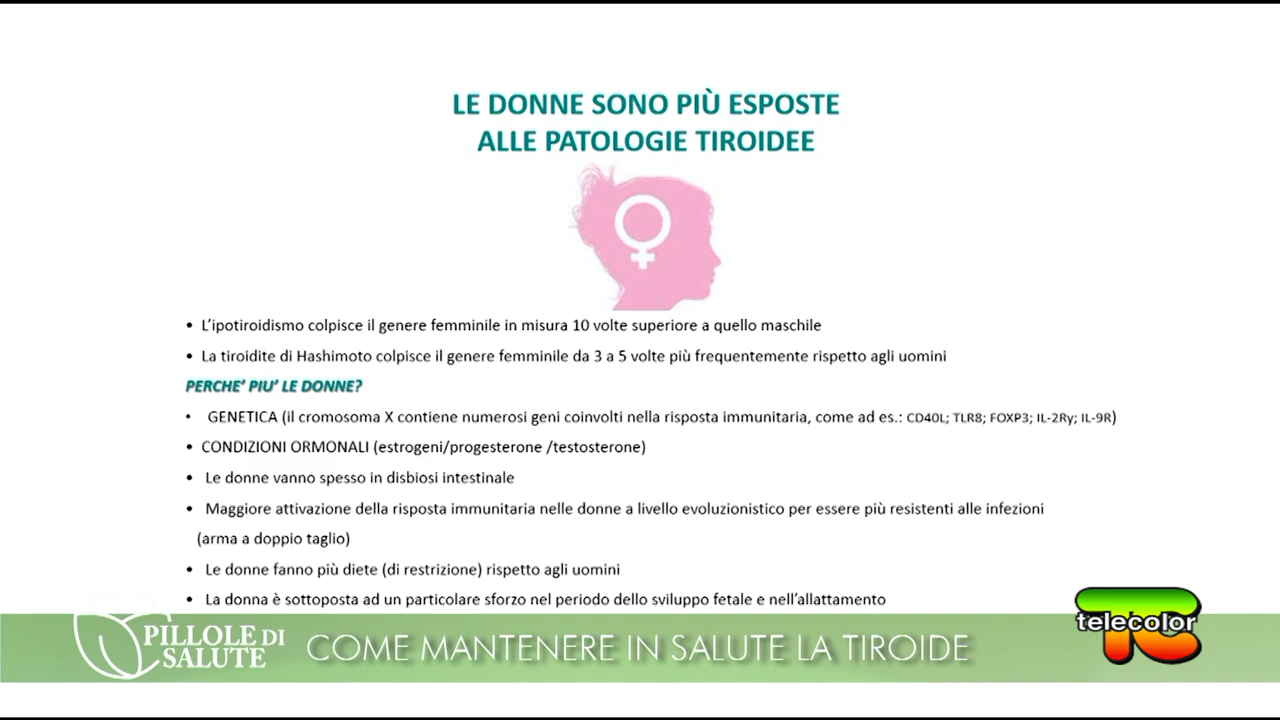 LE DONNE SONO PIÙ ESPOSTE
ALLE PATOLOGIE TIROIDEE
• L'ipotiroidismo colpisce il genere femminile in misura 10 volte superiore a quello maschile
• La tiroidite di Hashimoto colpisce il genere femminile da 3 a 5 volte più frequentemente rispetto agli uomini
PERCHE' PIU' LE DONNE?
• GENETICA (il cromosoma X contiene numerosi geni coinvolti nella risposta immunitaria, come ad es.: CD40L; TLR8; FOXP3; IL-2Rγ; IL-9R)
• CONDIZIONI ORMONALI (estrogeni/progesterone /testosterone)
• Le donne vanno spesso in disbiosi intestinale
• Maggiore attivazione della risposta immunitaria nelle donne a livello evoluzionistico per essere più resistenti alle infezioni
(arma a doppio taglio)
• Le donne fanno più diete (di restrizione) rispetto agli uomini
• La donna è sottoposta ad un particolare sforzo nel periodo dello sviluppo fetale e nell'allattamento
PILLOLE DI
SALUTE
COME MANTENERE IN SALUTE LA TIROIDE
telecolor